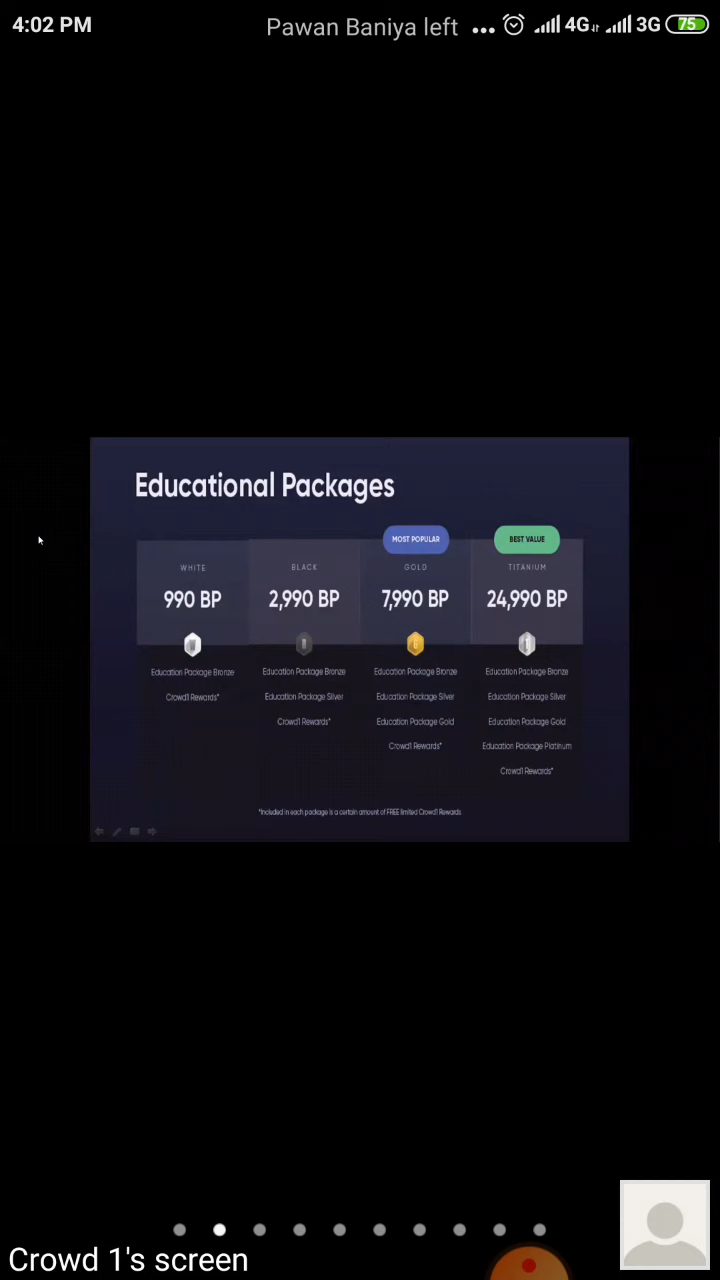 4:02 PM Pawan Baniya left ... 4G 3G 75
Educational Packages
MOST POPULAR BEST VALUE
WHITE BLACK GOLD TITANIUM
990 BP 2,990 BP 7,990 BP 24,990 BP
Education Package Bronze Education Package Bronze Education Package Bronze Education Package Bronze
Crowd1 Rewards* Education Package Silver Education Package Silver Education Package Silver
Crowd1 Rewards* Education Package Gold Education Package Gold
Crowd1 Rewards* Education Package Platinum
Crowd1 Rewards*
*Included in each package is a certain amount of FREE limited Crowd1 Rewards
Crowd 1's screen